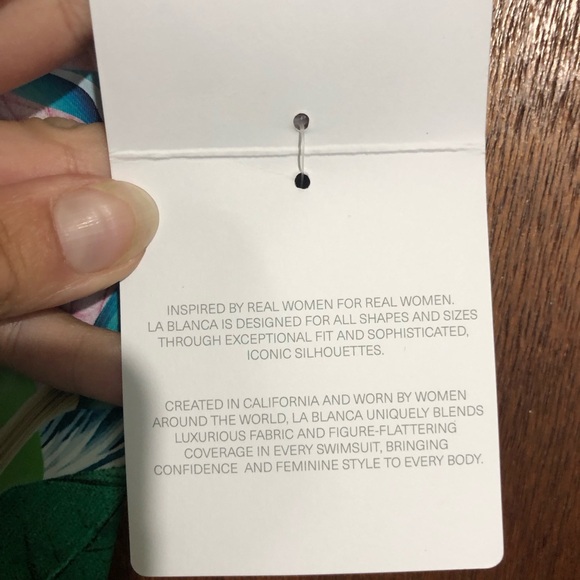 INSPIRED BY REAL WOMEN FOR REAL WOMEN.
LA BLANCA IS DESIGNED FOR ALL SHAPES AND SIZES
THROUGH EXCEPTIONAL FIT AND SOPHISTICATED,
ICONIC SILHOUETTES.
CREATED IN CALIFORNIA AND WORN BY WOMEN
AROUND THE WORLD, LA BLANCA UNIQUELY BLENDS
LUXURIOUS FABRIC AND FIGURE-FLATTERING
COVERAGE IN EVERY SWIMSUIT, BRINGING
CONFIDENCE AND FEMININE STYLE TO EVERY BODY.